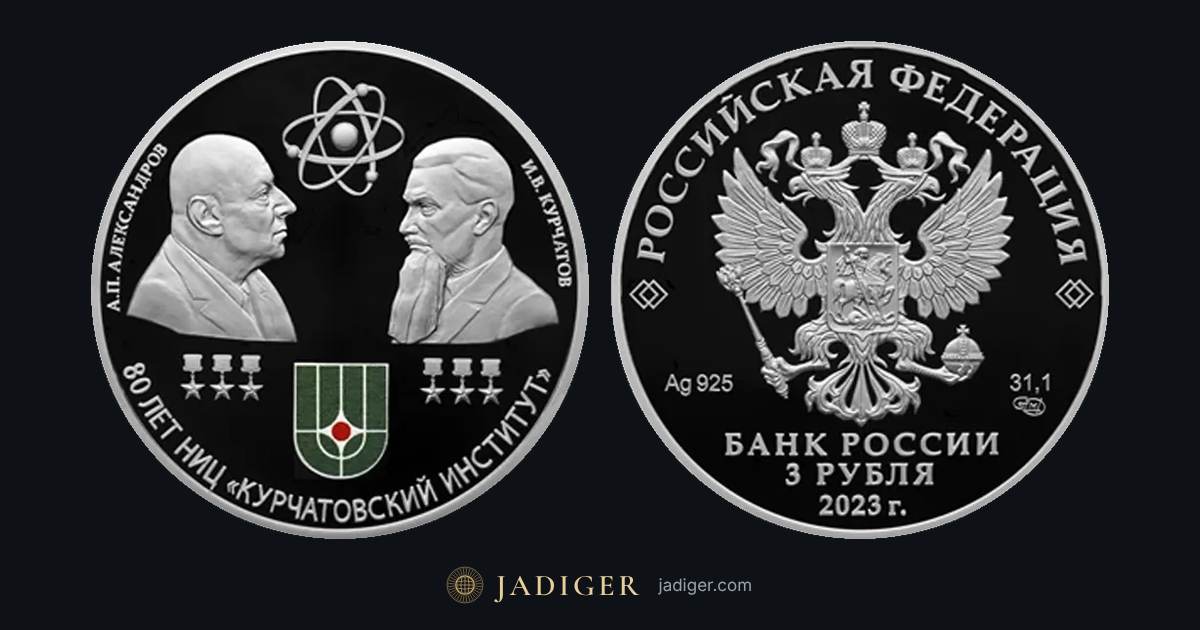 А.П. АЛЕКСАНДРОВ
И.В. КУРЧАТОВ
80 ЛЕТ НИЦ «КУРЧАТОВСКИЙ ИНСТИТУТ»
РОССИЙСКАЯ ФЕДЕРАЦИЯ
Ag 925
31,1
БАНК РОССИИ
3 РУБЛЯ
2023 г.
JADIGER
jadiger.com